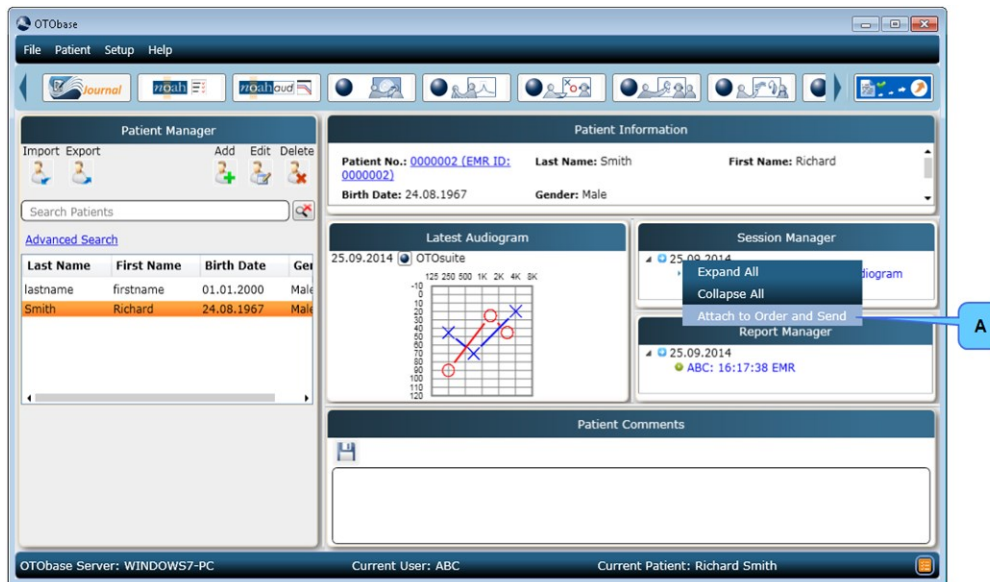 OTObase
File Patient Setup Help
Journal noah noah aud
Patient Manager
Import Export Add Edit Delete
Search Patients
Advanced Search
Last Name First Name Birth Date Ger
lastname firstname 01.01.2000 Male
Smith Richard 24.08.1967 Male
Patient Information
Patient No.: 0000002 (EMR ID: 0000002) Last Name: Smith First Name: Richard
Birth Date: 24.08.1967 Gender: Male
Latest Audiogram
25.09.2014 OTOsuite
125 250 500 1K 2K 4K 8K
-10
0
10
20
30
40
50
60
70
80
90
100
110
120
Session Manager
25.09.2014
diogram
Expand All
Collapse All
Attach to Order and Send
A
Report Manager
25.09.2014
ABC: 16:17:38 EMR
Patient Comments
OTObase Server: WINDOWS7-PC Current User: ABC Current Patient: Richard Smith